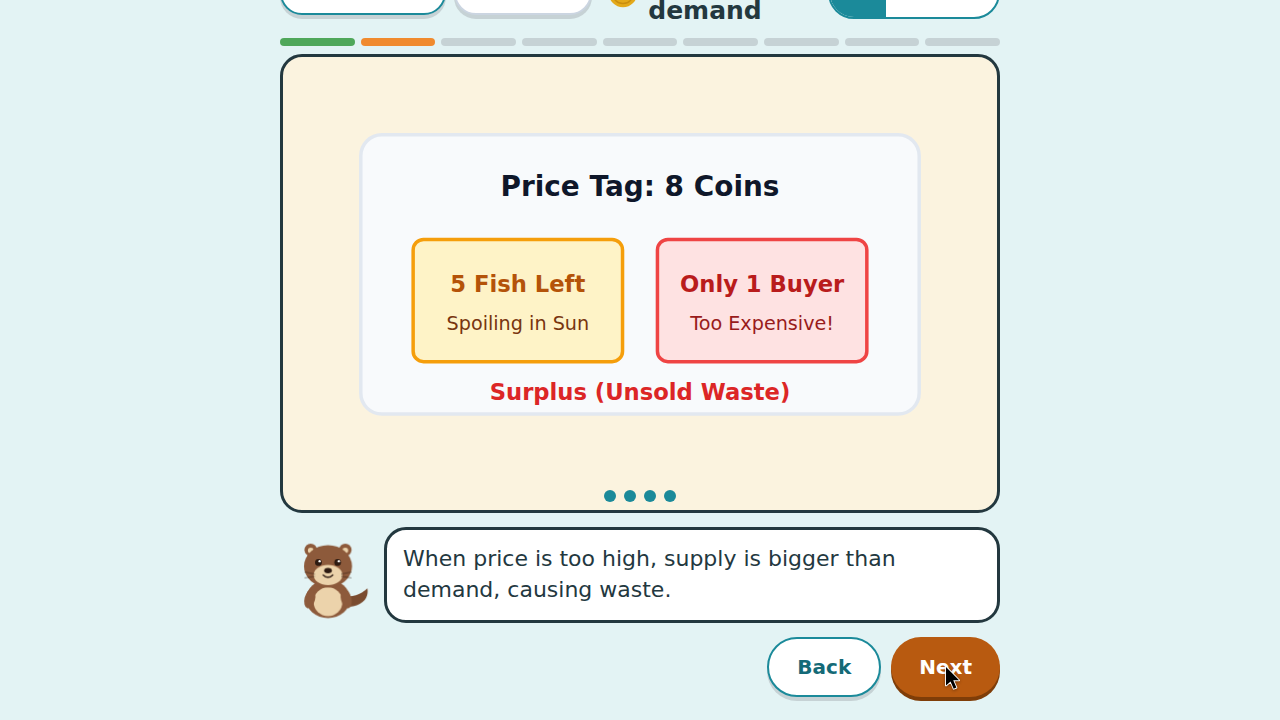 demand
Price Tag: 8 Coins
5 Fish Left
Spoiling in Sun
Only 1 Buyer
Too Expensive!
Surplus (Unsold Waste)
When price is too high, supply is bigger than
demand, causing waste.
Back
Next